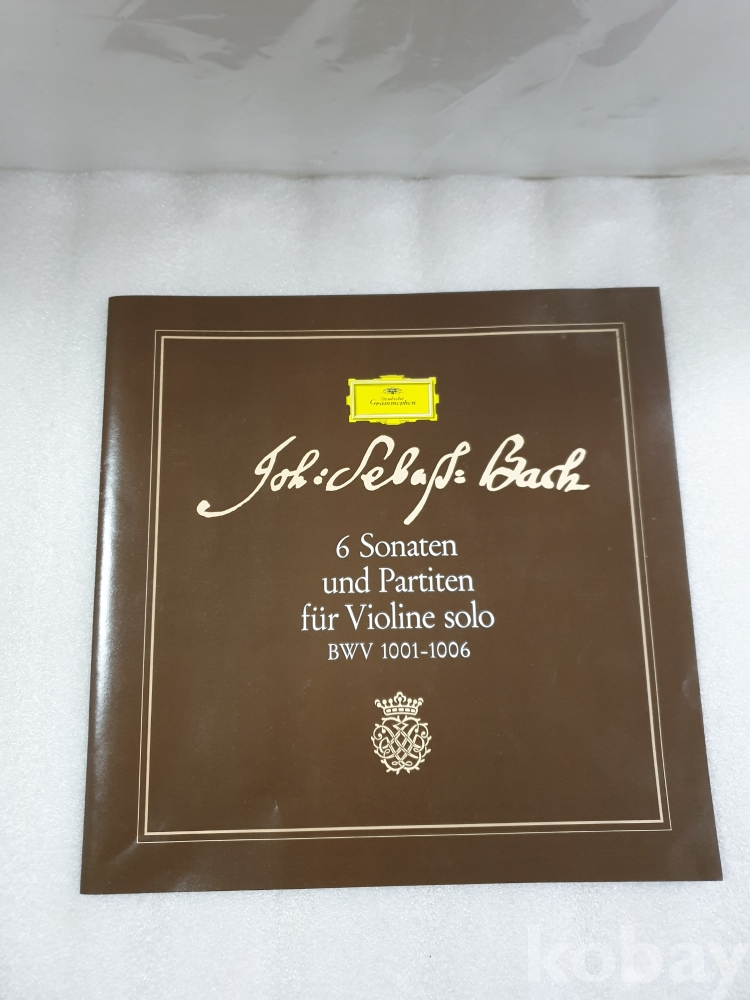 Deutsche
Grammophon
Joh: Sebast: Bach
6 Sonaten
und Partiten
für Violine solo
BWV 1001-1006
kobay